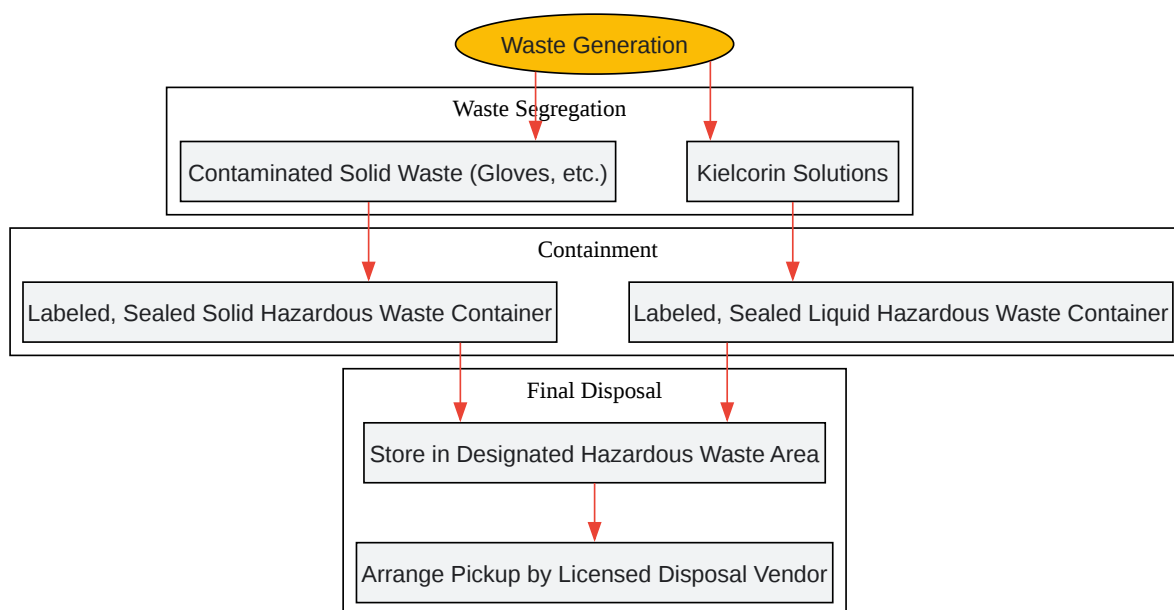 Waste Generation
Waste Segregation
Contaminated Solid Waste (Gloves, etc.)
Kielcorin Solutions
Containment
Labeled, Sealed Solid Hazardous Waste Container
Labeled, Sealed Liquid Hazardous Waste Container
Final Disposal
Store in Designated Hazardous Waste Area
Arrange Pickup by Licensed Disposal Vendor